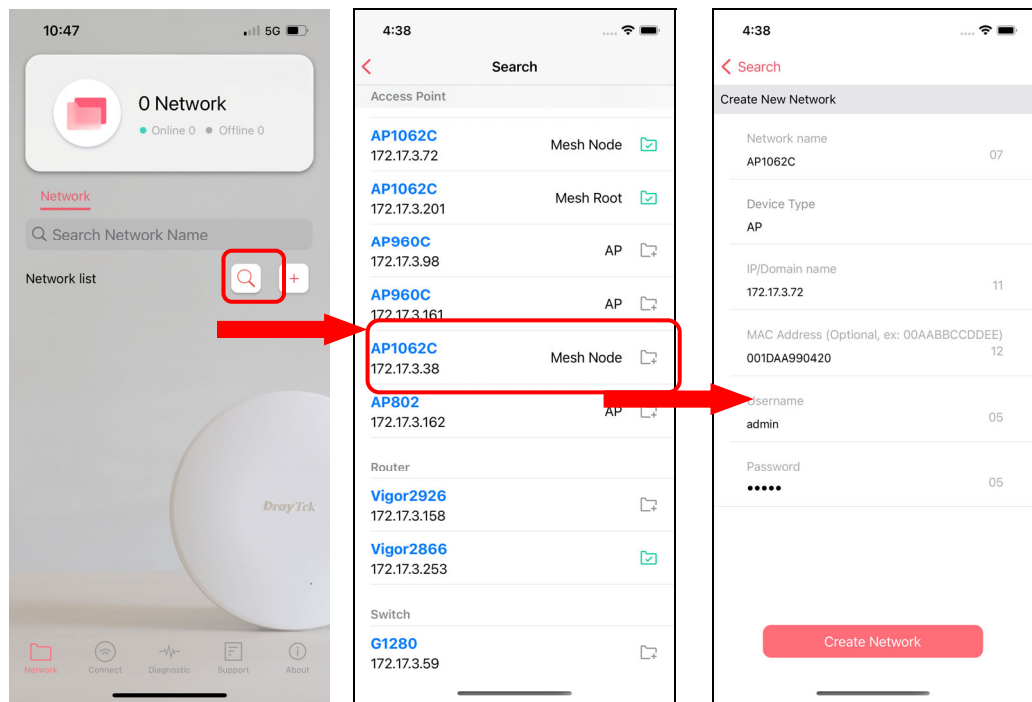 10:47
5G
0 Network
Online 0 Offline 0
Network
Search Network Name
Network list
DrayTek
Network Connect Diagnostic Support About
4:38
Search
Access Point
AP1062C
172.17.3.72
Mesh Node
AP1062C
172.17.3.201
Mesh Root
AP960C
172.17.3.98
AP
AP960C
172.17.3.161
AP
AP1062C
172.17.3.38
Mesh Node
AP802
172.17.3.162
AP
Router
Vigor2926
172.17.3.158
Vigor2866
172.17.3.253
Switch
G1280
172.17.3.59
4:38
Search
Create New Network
Network name
AP1062C
07
Device Type
AP
IP/Domain name
172.17.3.72
11
MAC Address (Optional, ex: 00AABBCCDDEE)
001DAA990420
12
Username
admin
05
Password
•••••
05
Create Network